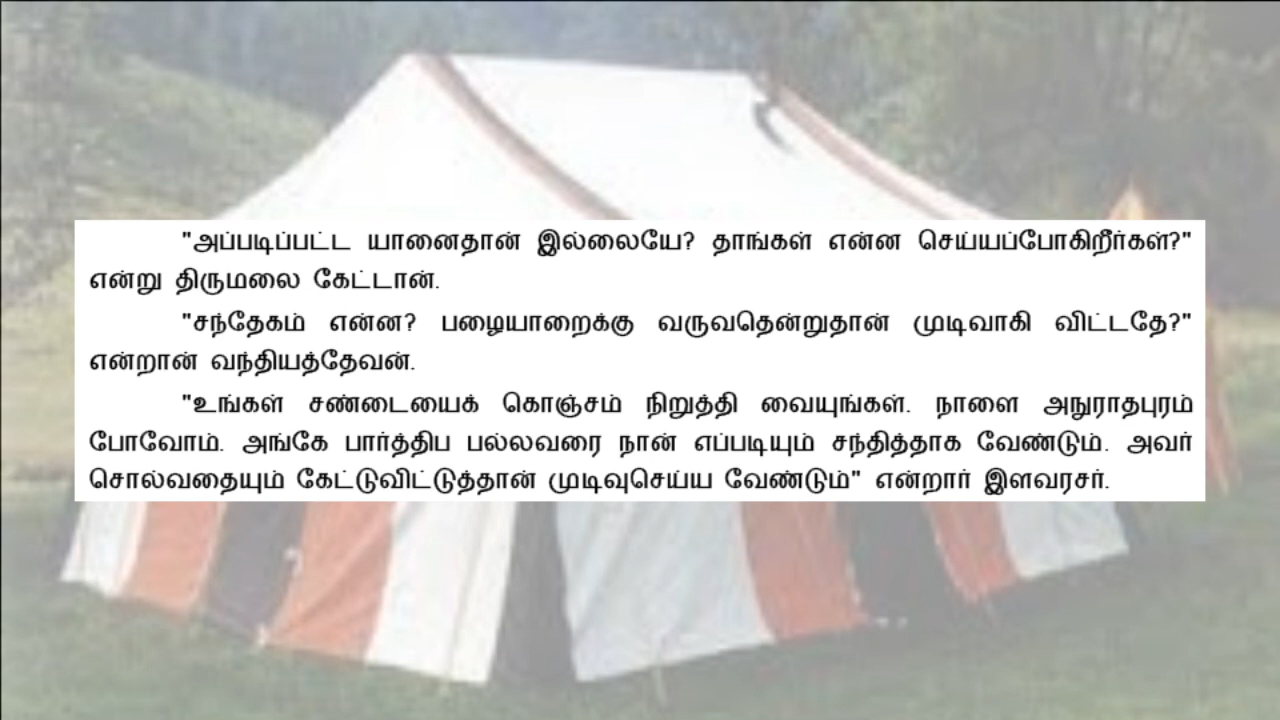 "அப்படிப்பட்ட யானைதான் இல்லையே? தாங்கள் என்ன செய்யப்போகிறீர்கள்?"
என்று திருமலை கேட்டான்.
"சந்தேகம் என்ன? பழையாறைக்கு வருவதென்றுதான் முடிவாகி விட்டதே?"
என்றான் வந்தியத்தேவன்.
"உங்கள் சண்டையைக் கொஞ்சம் நிறுத்தி வையுங்கள். நாளை அநுராதபுரம்
போவோம். அங்கே பார்த்திப பல்லவரை நான் எப்படியும் சந்தித்தாக வேண்டும். அவர்
சொல்வதையும் கேட்டுவிட்டுத்தான் முடிவுசெய்ய வேண்டும்" என்றார் இளவரசர்.